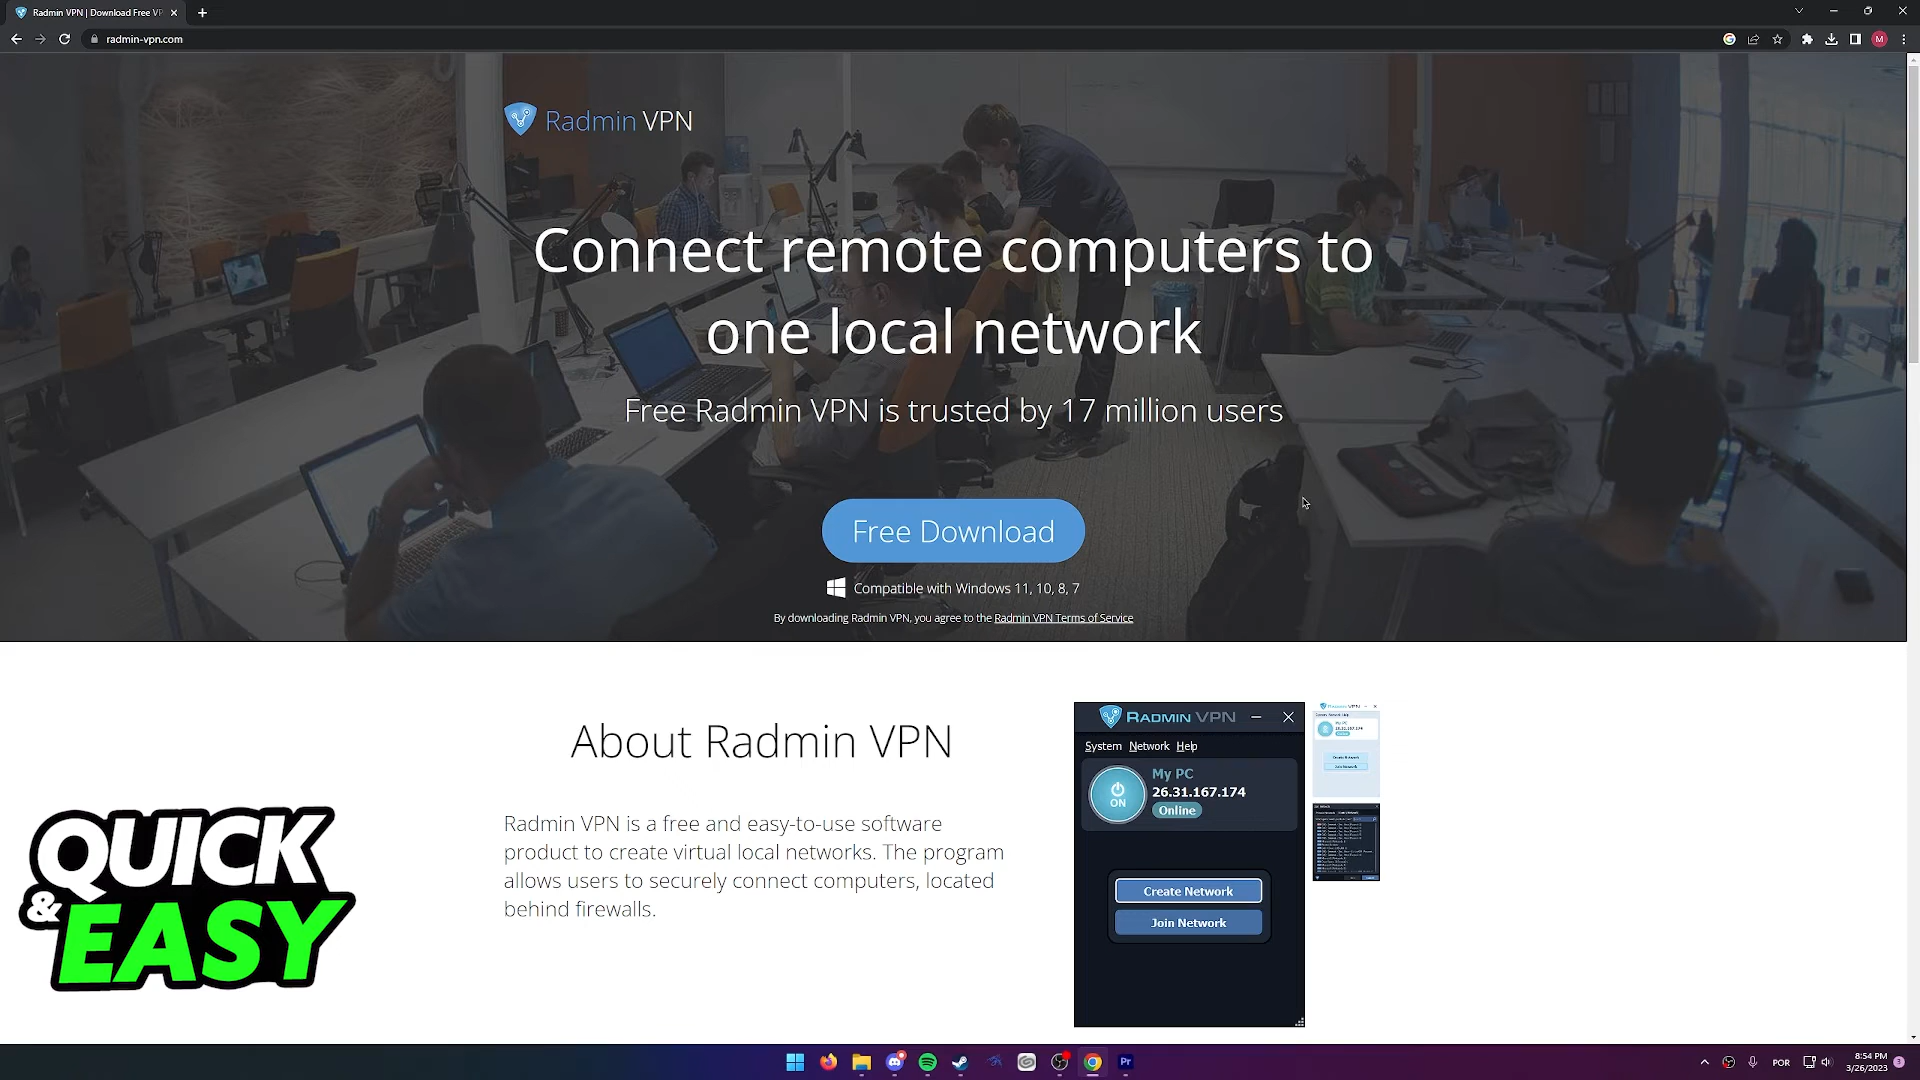 Radmin VPN | Download Free VP
radmin-vpn.com
M
Radmin VPN
Connect remote computers to
one local network
Free Radmin VPN is trusted by 17 million users
Free Download
Compatible with Windows 11, 10, 8, 7
By downloading Radmin VPN, you agree to the Radmin VPN Terms of Service
About Radmin VPN
Radmin VPN is a free and easy-to-use software
product to create virtual local networks. The program
allows users to securely connect computers, located
behind firewalls.
RADMIN VPN
System Network Help
My PC
26.31.167.174
Online
ON
Create Network
Join Network
QUICK
& EASY
Pr
POR
8:54 PM
3/26/2023
3